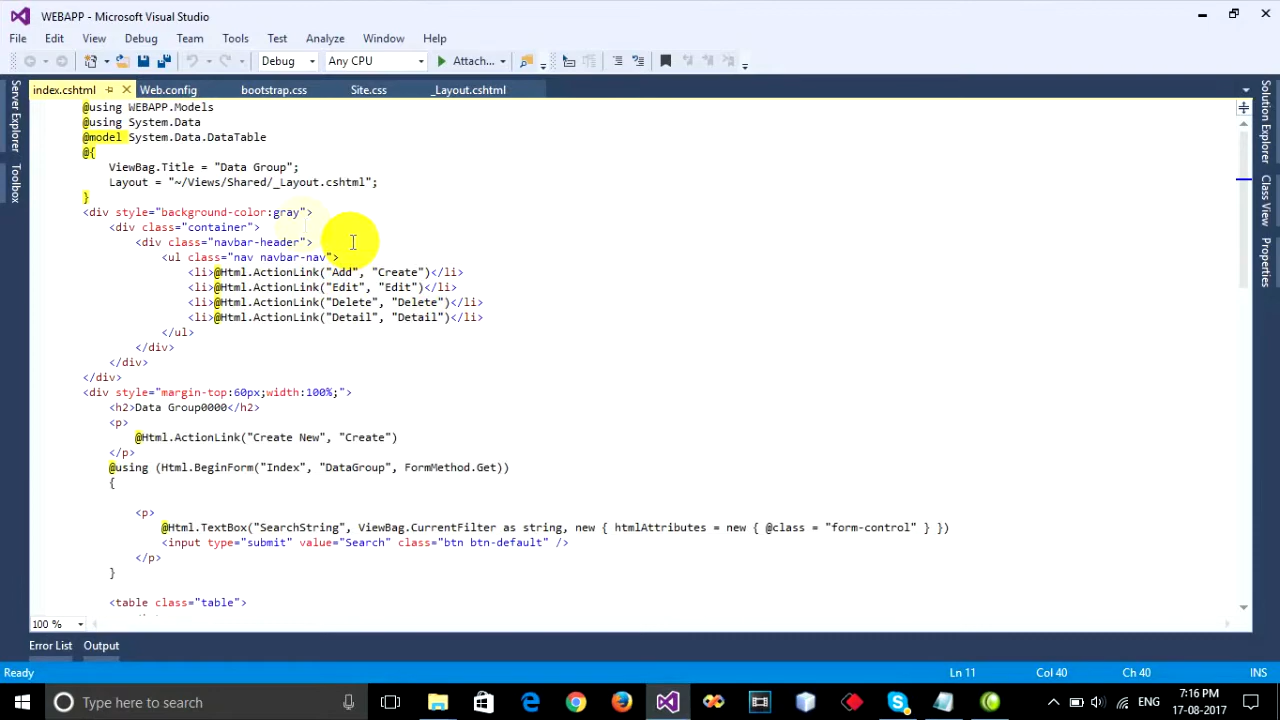 WEBAPP - Microsoft Visual Studio
File Edit View Debug Team Tools Test Analyze Window Help
Debug Any CPU Attach...
index.cshtml Web.config bootstrap.css Site.css _Layout.cshtml
Server Explorer
Toolbox
Solution Explorer
Class View
Properties
@using WEBAPP.Models
@using System.Data
@model System.Data.DataTable
@{
ViewBag.Title = "Data Group";
Layout = "~/Views/Shared/_Layout.cshtml";
}
<div style="background-color:gray">
<div class="container">
<div class="navbar-header">
<ul class="nav navbar-nav">
<li>@Html.ActionLink("Add", "Create")</li>
<li>@Html.ActionLink("Edit", "Edit")</li>
<li>@Html.ActionLink("Delete", "Delete")</li>
<li>@Html.ActionLink("Detail", "Detail")</li>
</ul>
</div>
</div>
</div>
<div style="margin-top:60px;width:100%;">
<h2>Data Group0000</h2>
<p>
@Html.ActionLink("Create New", "Create")
</p>
@using (Html.BeginForm("Index", "DataGroup", FormMethod.Get))
{
<p>
@Html.TextBox("SearchString", ViewBag.CurrentFilter as string, new { htmlAttributes = new { @class = "form-control" } })
<input type="submit" value="Search" class="btn btn-default" />
</p>
}
<table class="table">
100 %
Error List Output
Ready Ln 11 Col 40 Ch 40 INS
Type here to search ENG 7:16 PM
17-08-2017